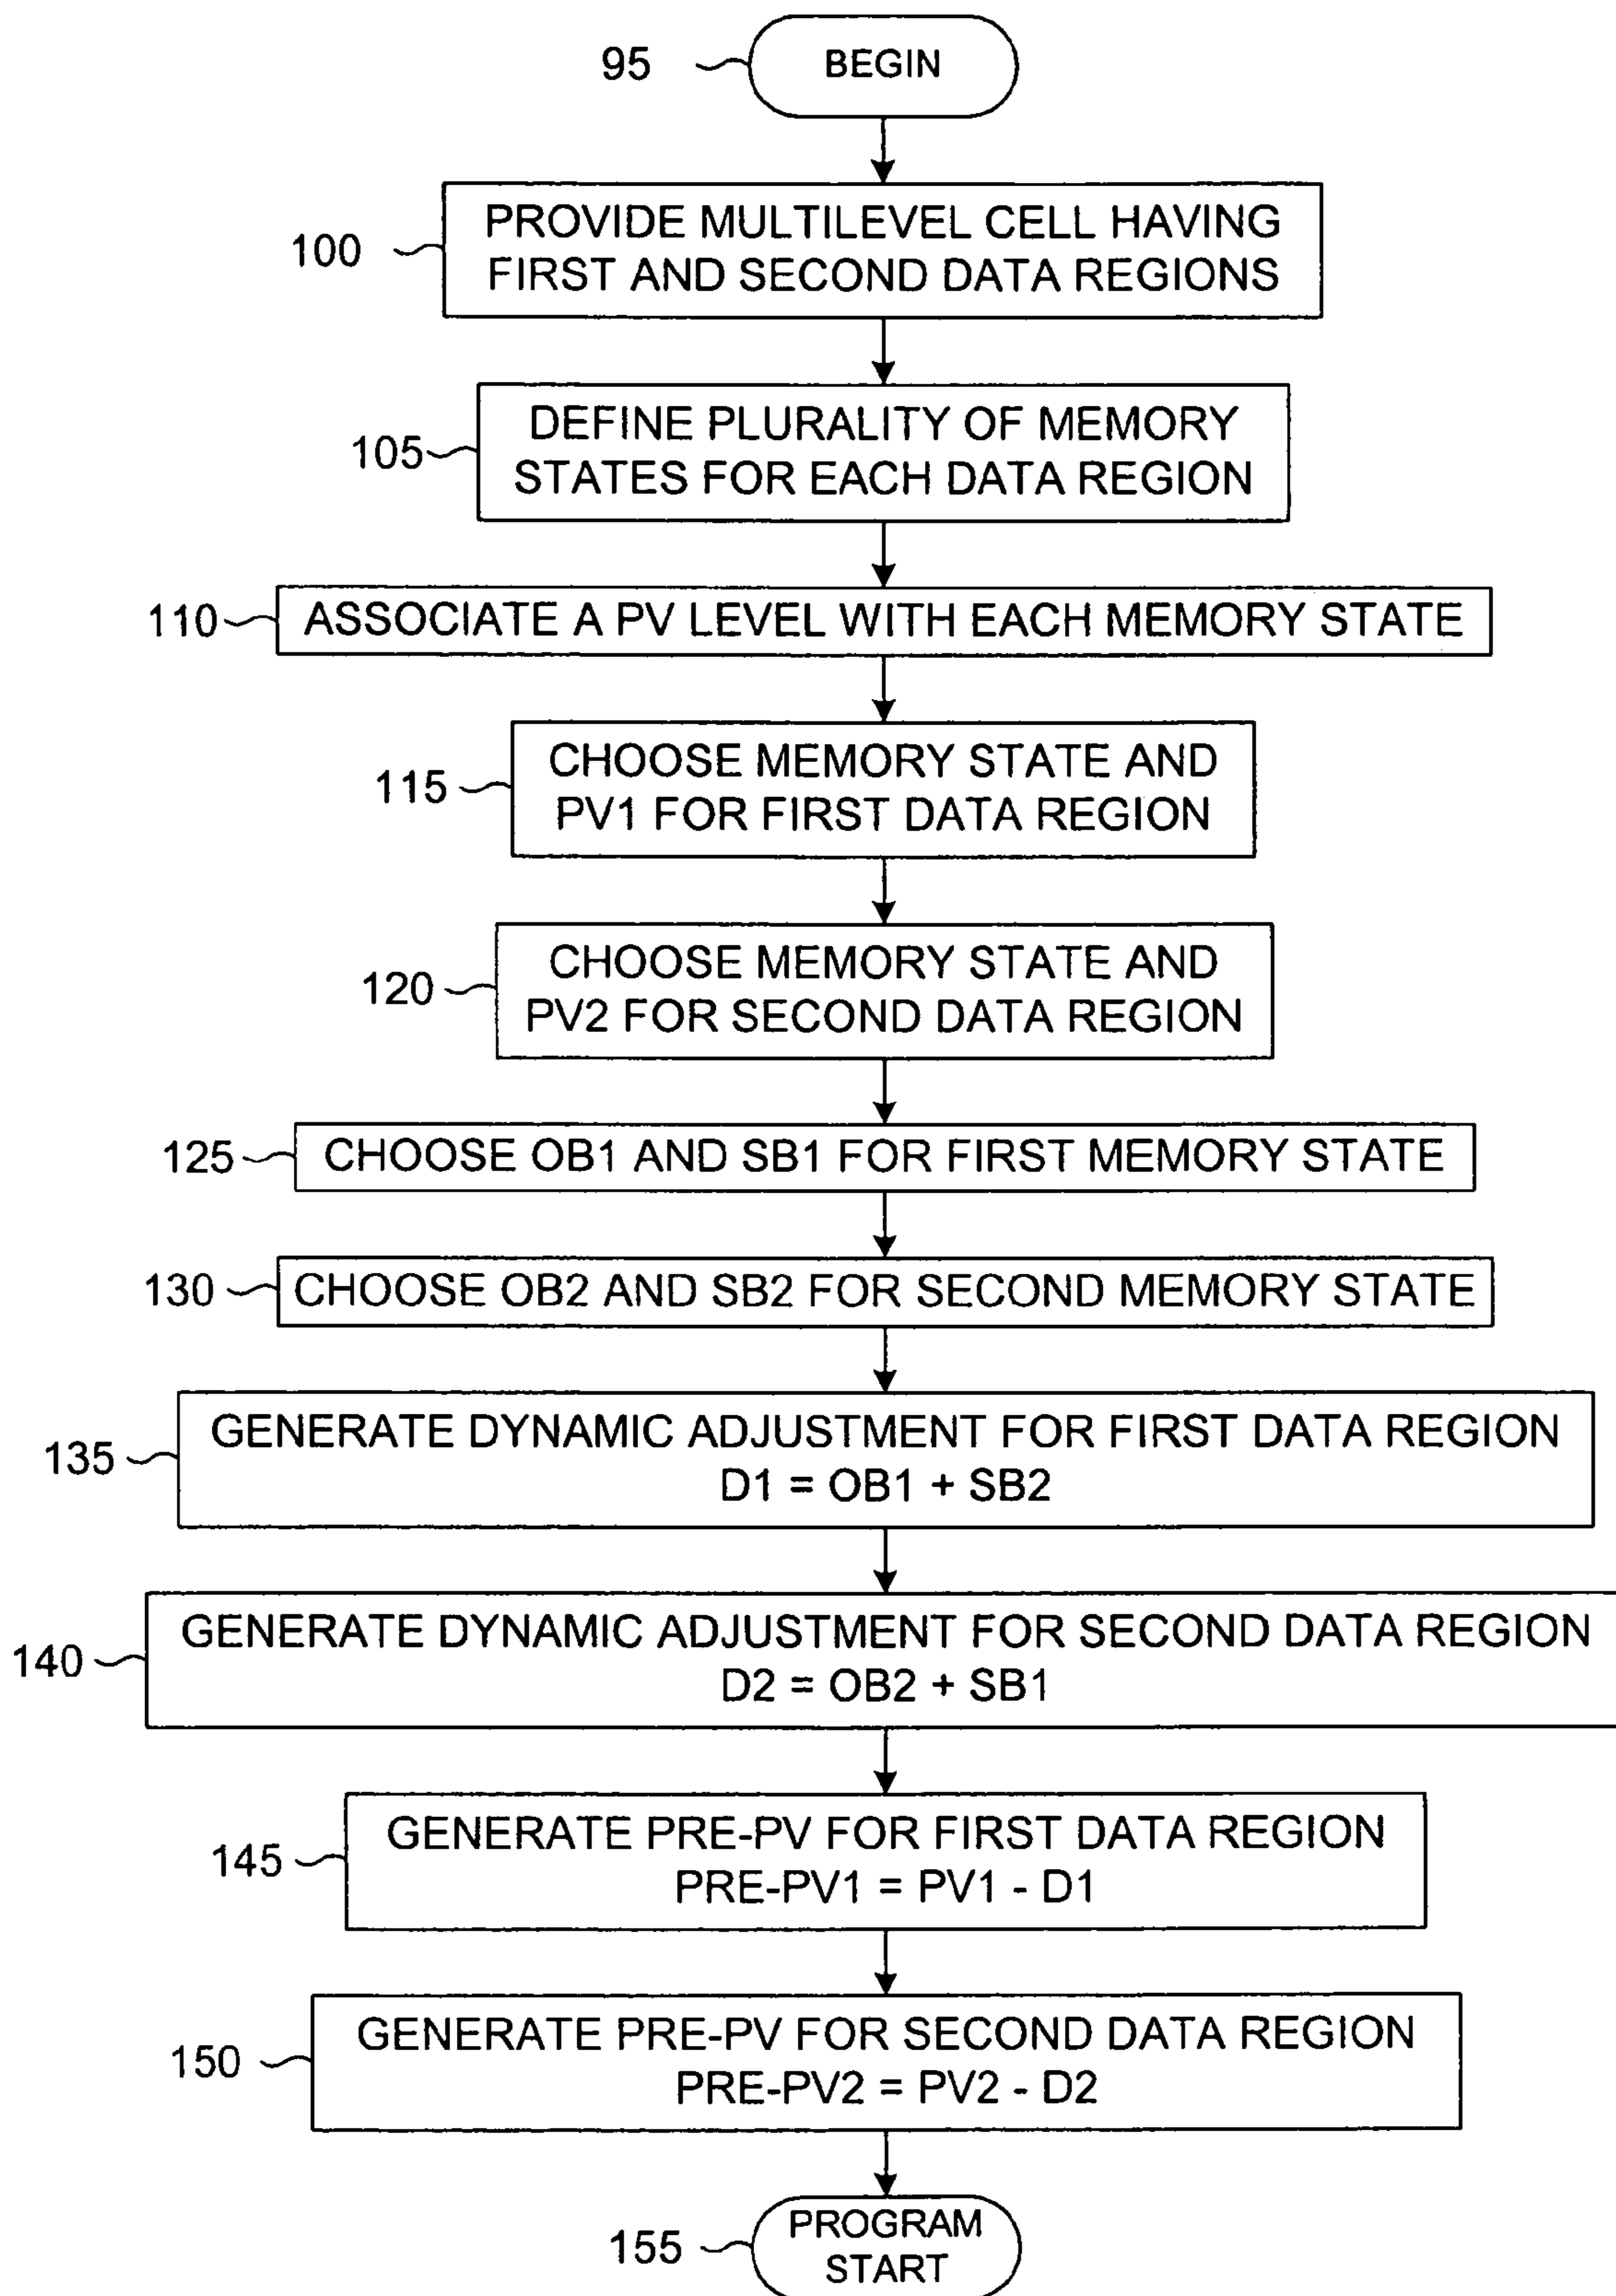 95
BEGIN
100
PROVIDE MULTILEVEL CELL HAVING
FIRST AND SECOND DATA REGIONS
105
DEFINE PLURALITY OF MEMORY
STATES FOR EACH DATA REGION
110
ASSOCIATE A PV LEVEL WITH EACH MEMORY STATE
115
CHOOSE MEMORY STATE AND
PV1 FOR FIRST DATA REGION
120
CHOOSE MEMORY STATE AND
PV2 FOR SECOND DATA REGION
125
CHOOSE OB1 AND SB1 FOR FIRST MEMORY STATE
130
CHOOSE OB2 AND SB2 FOR SECOND MEMORY STATE
135
GENERATE DYNAMIC ADJUSTMENT FOR FIRST DATA REGION
D1 = OB1 + SB2
140
GENERATE DYNAMIC ADJUSTMENT FOR SECOND DATA REGION
D2 = OB2 + SB1
145
GENERATE PRE-PV FOR FIRST DATA REGION
PRE-PV1 = PV1 - D1
150
GENERATE PRE-PV FOR SECOND DATA REGION
PRE-PV2 = PV2 - D2
155
PROGRAM
START